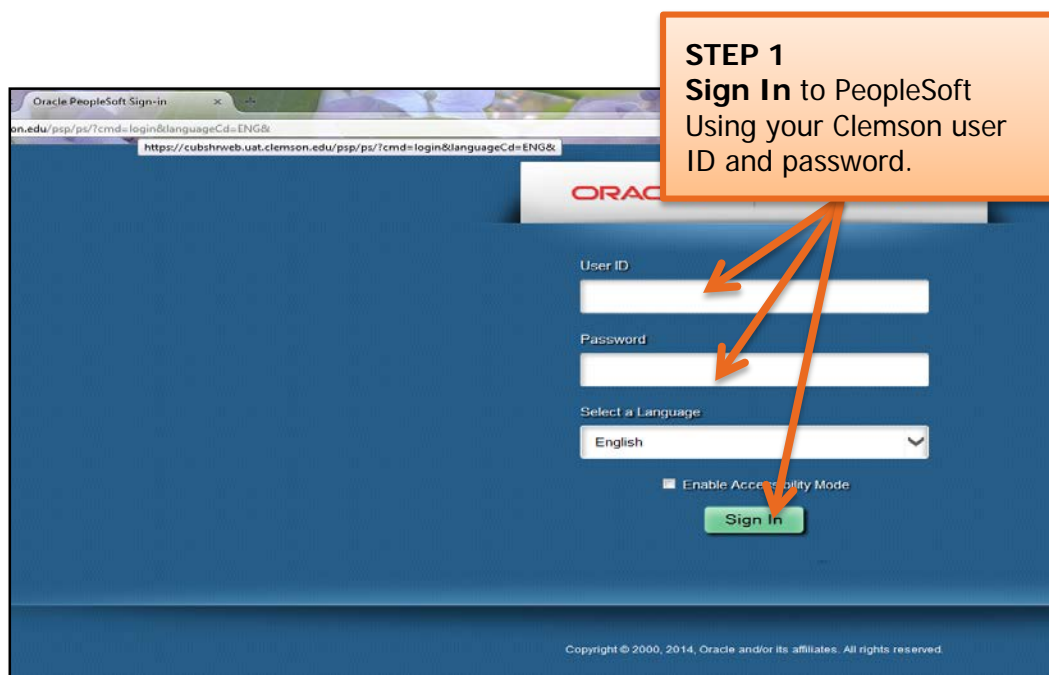 STEP 1
Sign In to PeopleSoft
Using your Clemson user
ID and password.
Oracle PeopleSoft Sign-in ×
on.edu/psp/ps/?cmd=login&languageCd=ENG&
https://cubshrweb.uat.clemson.edu/psp/ps/?cmd=login&languageCd=ENG&
ORAC
User ID
Password
Select a Language
English
Enable Accessibility Mode
Sign In
Copyright © 2000, 2014, Oracle and/or its affiliates. All rights reserved.